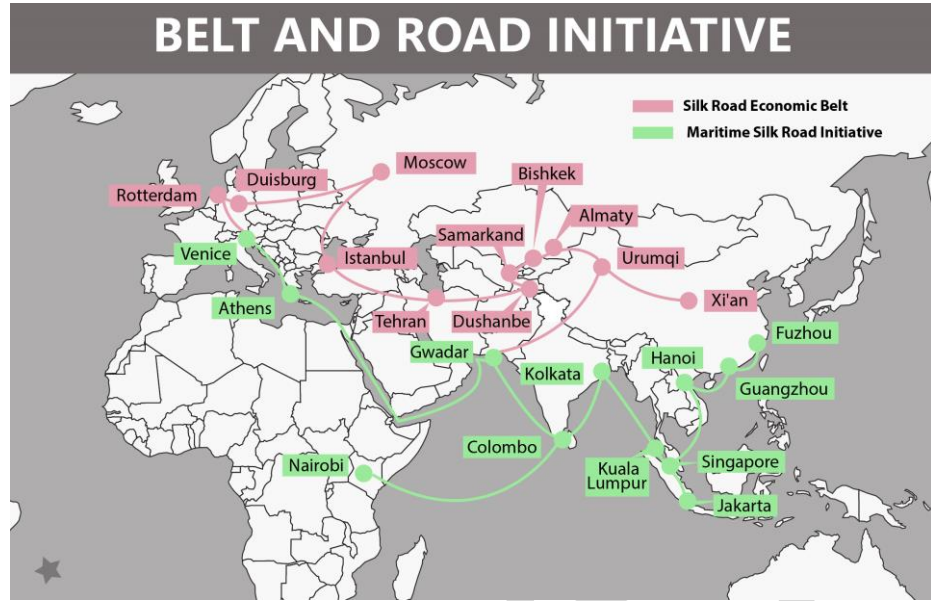 BELT AND ROAD INITIATIVE
Silk Road Economic Belt
Maritime Silk Road Initiative
Moscow
Bishkek
Duisburg
Rotterdam
Almaty
Samarkand
Venice
Istanbul
Urumqi
Athens
Xi'an
Tehran
Dushanbe
Fuzhou
Gwadar
Hanoi
Kolkata
Guangzhou
Colombo
Nairobi
Kuala
Lumpur
Singapore
Jakarta